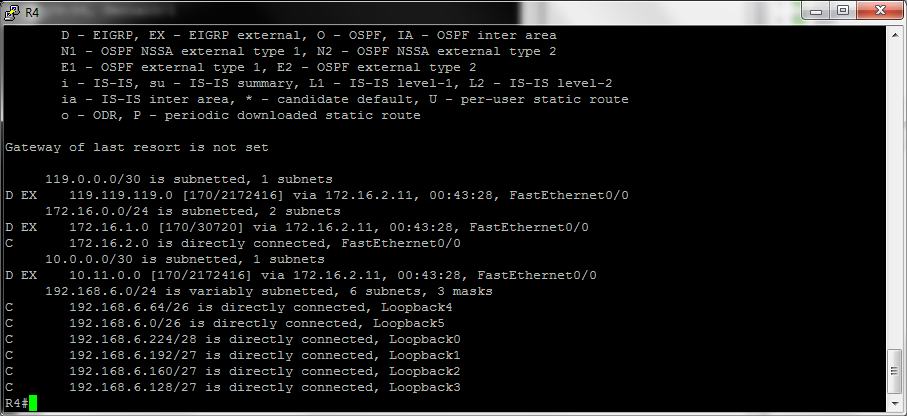 R4
D - EIGRP, EX - EIGRP external, O - OSPF, IA - OSPF inter area
N1 - OSPF NSSA external type 1, N2 - OSPF NSSA external type 2
E1 - OSPF external type 1, E2 - OSPF external type 2
i - IS-IS, su - IS-IS summary, L1 - IS-IS level-1, L2 - IS-IS level-2
ia - IS-IS inter area, * - candidate default, U - per-user static route
o - ODR, P - periodic downloaded static route
Gateway of last resort is not set
119.0.0.0/30 is subnetted, 1 subnets
D EX 119.119.119.0 [170/2172416] via 172.16.2.11, 00:43:28, FastEthernet0/0
172.16.0.0/24 is subnetted, 2 subnets
D EX 172.16.1.0 [170/30720] via 172.16.2.11, 00:43:28, FastEthernet0/0
C 172.16.2.0 is directly connected, FastEthernet0/0
10.0.0.0/30 is subnetted, 1 subnets
D EX 10.11.0.0 [170/2172416] via 172.16.2.11, 00:43:28, FastEthernet0/0
192.168.6.0/24 is variably subnetted, 6 subnets, 3 masks
C 192.168.6.64/26 is directly connected, Loopback4
C 192.168.6.0/26 is directly connected, Loopback5
C 192.168.6.224/28 is directly connected, Loopback0
C 192.168.6.192/27 is directly connected, Loopback1
C 192.168.6.160/27 is directly connected, Loopback2
C 192.168.6.128/27 is directly connected, Loopback3
R4#